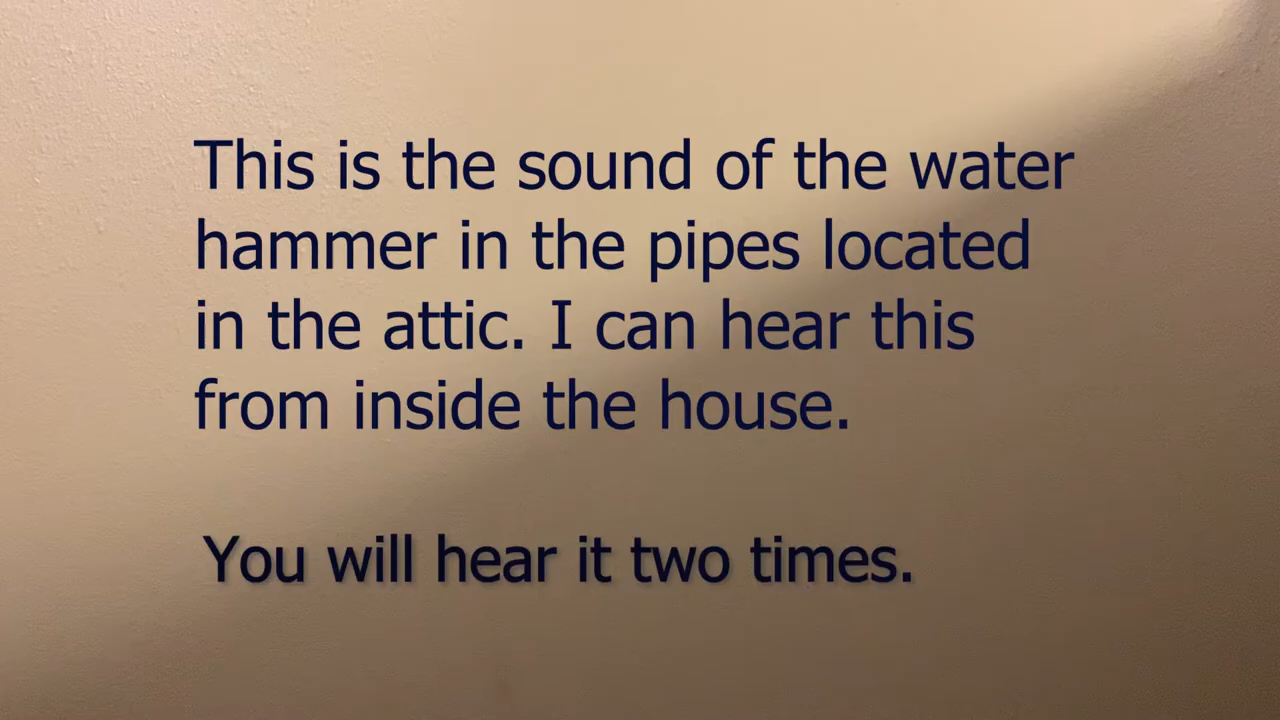 This is the sound of the water
hammer in the pipes located
in the attic. I can hear this
from inside the house.
You will hear it two times.